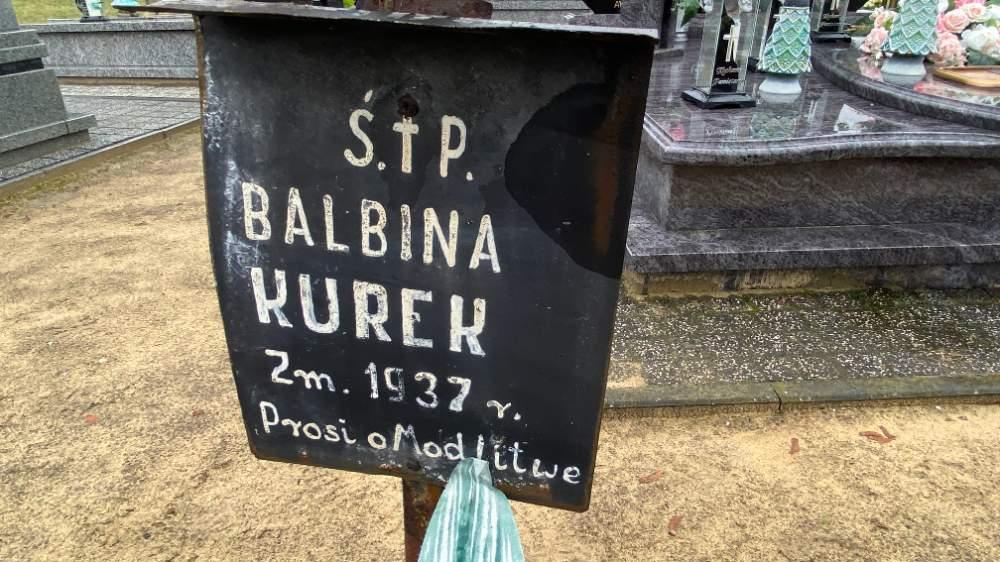 Ś.†P.
BALBINA
KUREK
Zm. 1937 r.
Prosi o Modlitwe